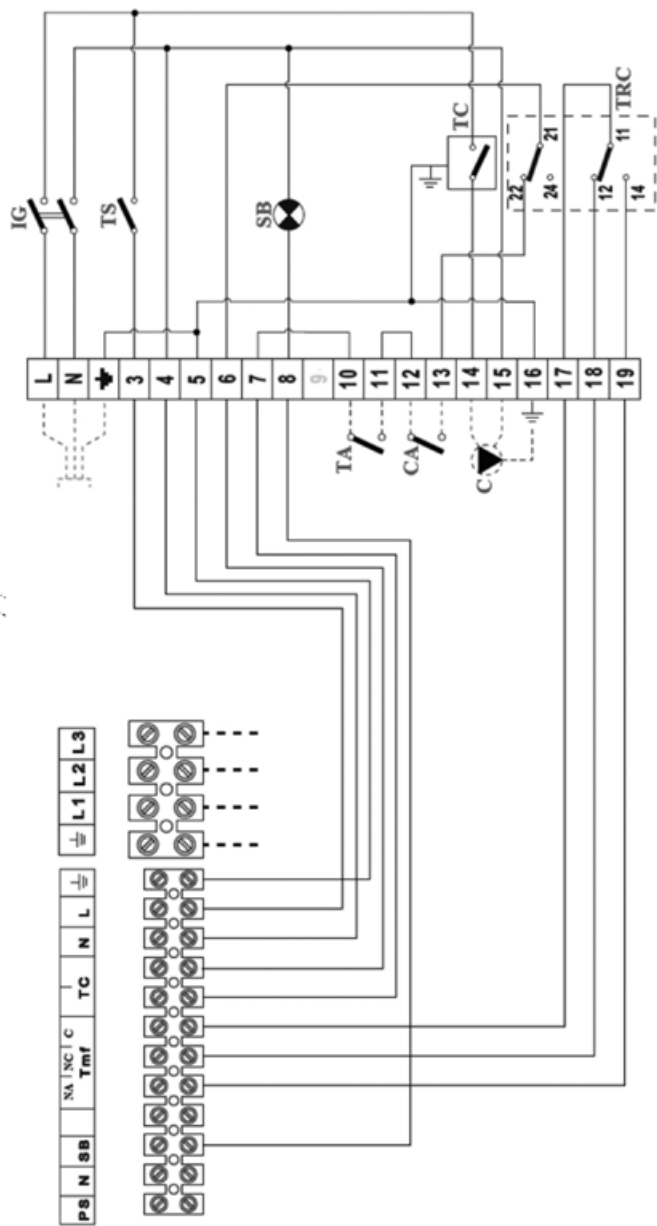 IG
TS
SB
TC
21
22
24
TRC
11
12
14
L N 3 4 5 6 7 8 9 10 11 12 13 14 15 16 17 18 19
TA
CA
C
L1 L2 L3
PS N SB NA NC C Tmf TC N L